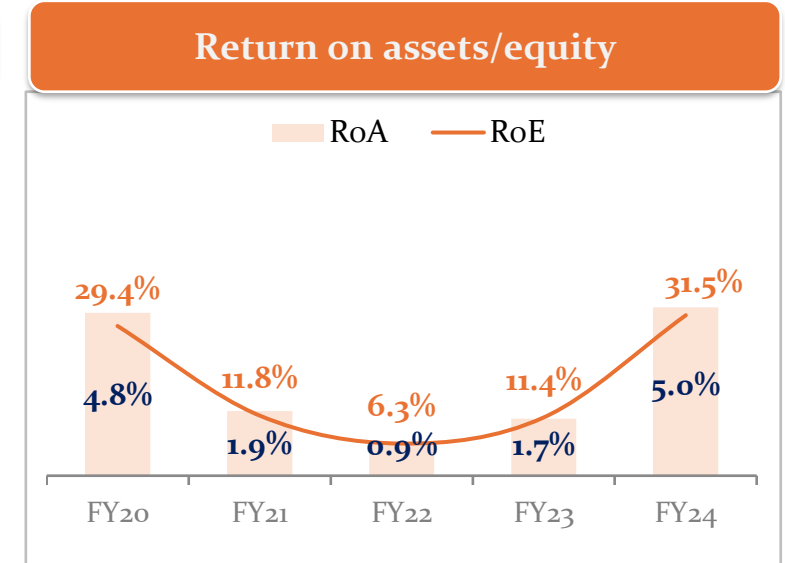 Return on assets/equity
RoA RoE
29.4% 31.5%
11.8% 6.3% 11.4%
4.8% 1.9% 0.9% 1.7% 5.0%
FY20 FY21 FY22 FY23 FY24